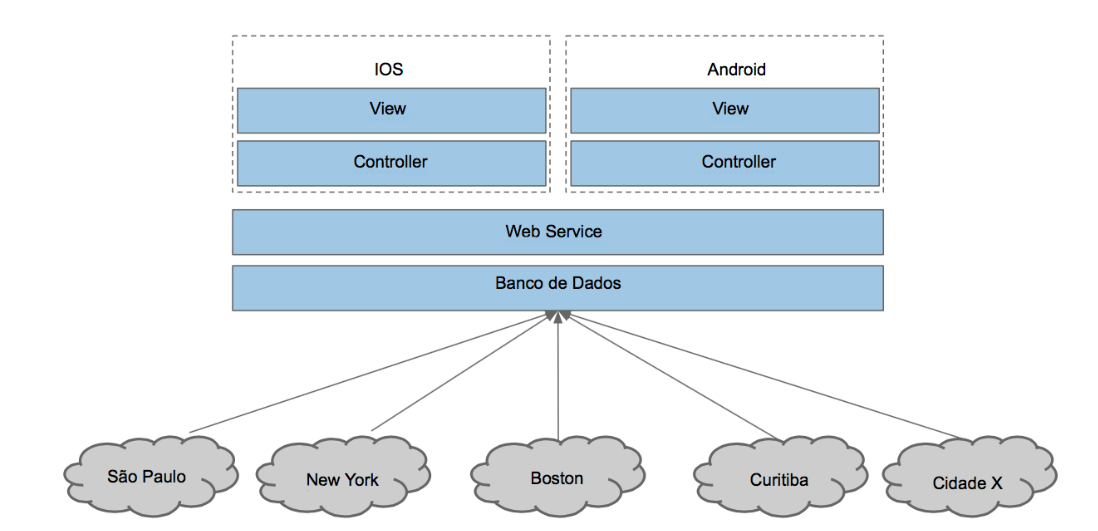 IOS
Android
View
View
Controller
Controller
Web Service
Banco de Dados
São Paulo
New York
Boston
Curitiba
Cidade X